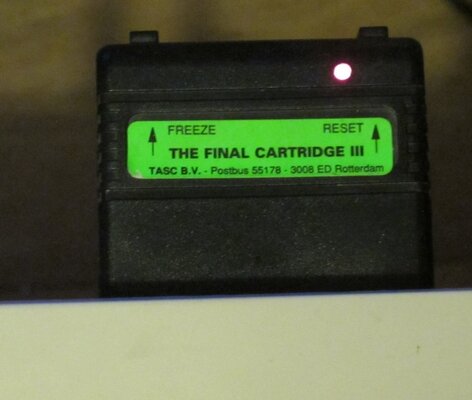 FREEZE RESET
THE FINAL CARTRIDGE III
TASC B.V. - Postbus 55178 - 3008 ED Rotterdam